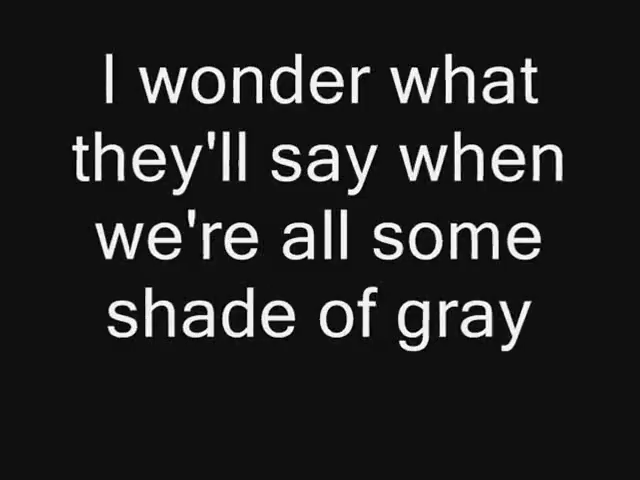 I wonder what
they'll say when
we're all some
shade of gray